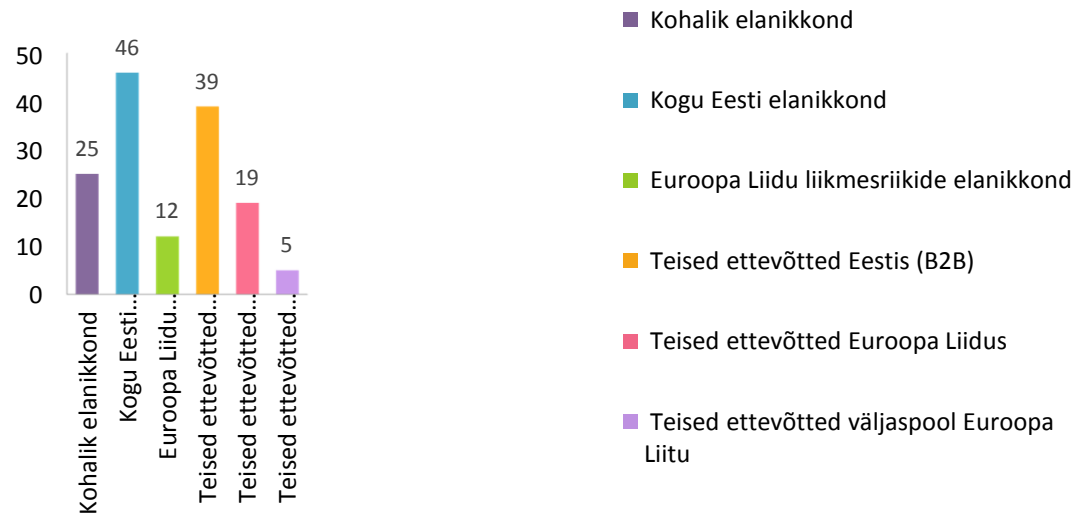 50
40
30
20
10
0
25
46
12
39
19
5
Kohalik elanikkond
Kogu Eesti…
Euroopa Liidu…
Teised ettevõtted…
Teised ettevõtted…
Teised ettevõtted…
Kohalik elanikkond
Kogu Eesti elanikkond
Euroopa Liidu liikmesriikide elanikkond
Teised ettevõtted Eestis (B2B)
Teised ettevõtted Euroopa Liidus
Teised ettevõtted väljaspool Euroopa
Liitu